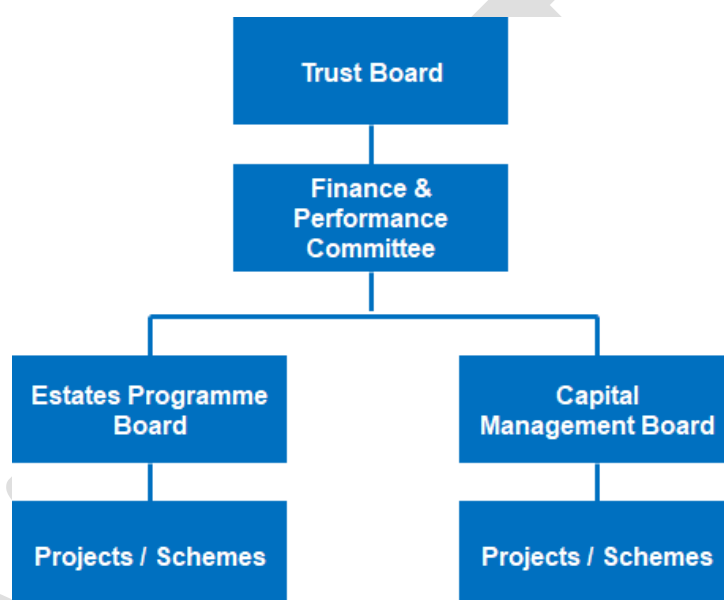 Trust Board
Finance &
Performance
Committee
Estates Programme
Board
Capital
Management Board
Projects / Schemes
Projects / Schemes